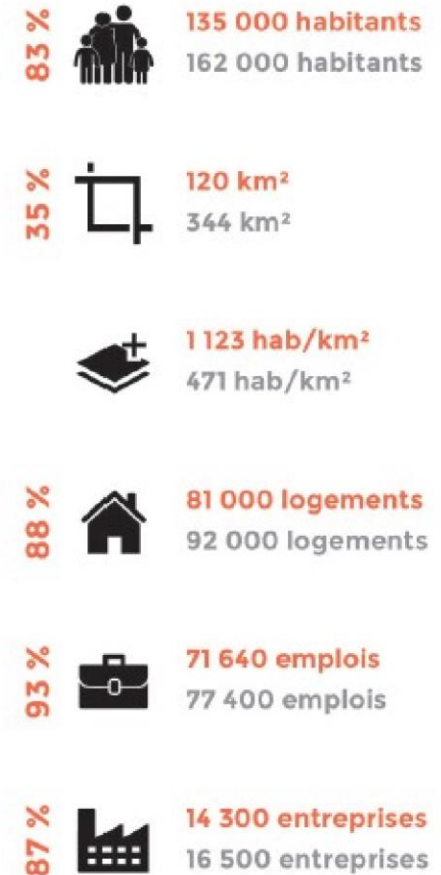 83 %
135 000 habitants
162 000 habitants
35 %
120 km²
344 km²
1 123 hab/km²
471 hab/km²
88 %
81 000 logements
92 000 logements
93 %
71 640 emplois
77 400 emplois
87 %
14 300 entreprises
16 500 entreprises